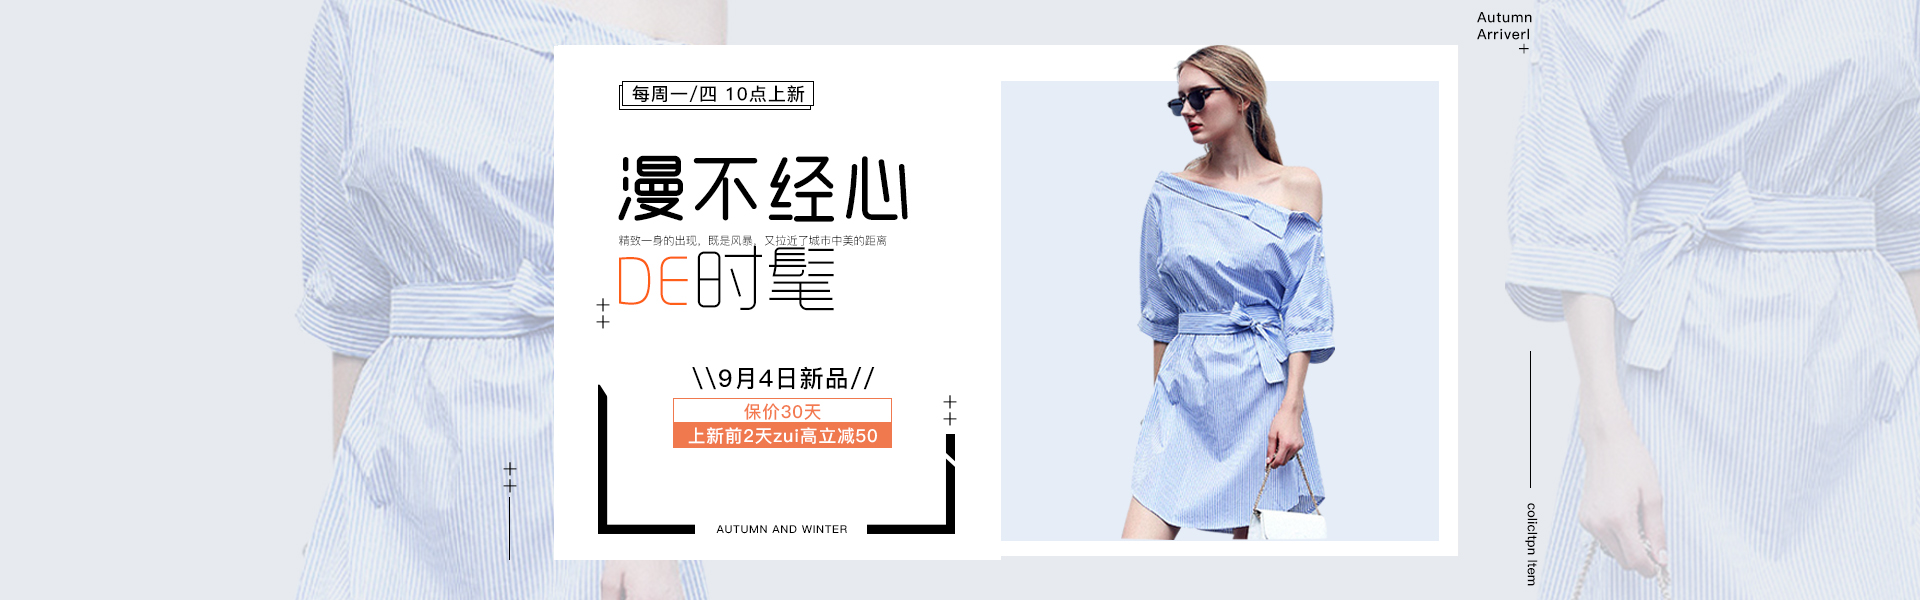 每周一/四 10点上新
漫不经心
精致一身的出现，既是风暴，又拉近了城市中美的距离
DE时髦
\\9月4日新品//
保价30天
上新前2天zui高立减50
AUTUMN AND WINTER
Autumn
Arriverl
colicltpn Item